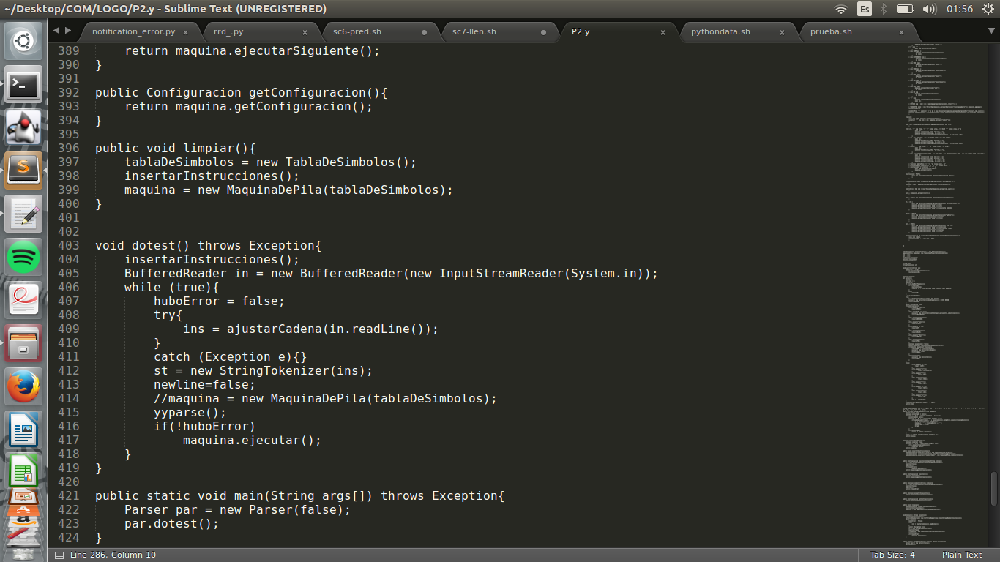 ~/Desktop/COM/LOGO/P2.y - Sublime Text (UNREGISTERED)
Es
01:56
notification_error.py ×
rrd_.py ×
sc6-pred.sh
sc7-llen.sh
P2.y ×
pythondata.sh ×
prueba.sh ×
389 return maquina.ejecutarSiguiente();
390 }
391
392 public Configuracion getConfiguracion(){
393 return maquina.getConfiguracion();
394 }
395
396 public void limpiar(){
397 tablaDeSimbolos = new TablaDeSimbolos();
398 insertarInstrucciones();
399 maquina = new MaquinaDePila(tablaDeSimbolos);
400 }
401
402
403 void dotest() throws Exception{
404 insertarInstrucciones();
405 BufferedReader in = new BufferedReader(new InputStreamReader(System.in));
406 while (true){
407 huboError = false;
408 try{
409 ins = ajustarCadena(in.readLine());
410 }
411 catch (Exception e){}
412 st = new StringTokenizer(ins);
413 newline=false;
414 //maquina = new MaquinaDePila(tablaDeSimbolos);
415 yyparse();
416 if(!huboError)
417 maquina.ejecutar();
418 }
419 }
420
421 public static void main(String args[]) throws Exception{
422 Parser par = new Parser(false);
423 par.dotest();
424 }
Line 286, Column 10
Tab Size: 4
Plain Text